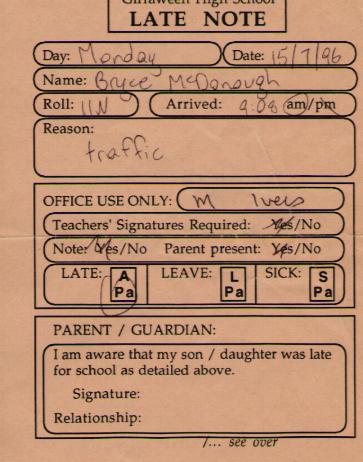 Girraween High School
LATE NOTE
Day: Monday Date: 15/7/96
Name: Bryce McDonough
Roll: 11N Arrived: 9:08 am/pm
Reason:
traffic
OFFICE USE ONLY: M Ivers
Teachers' Signatures Required: Yes/No
Note: Yes/No Parent present: Yes/No
LATE: A Pa LEAVE: L Pa SICK: S Pa
PARENT / GUARDIAN:
I am aware that my son / daughter was late
for school as detailed above.
Signature:
Relationship:
/... see over